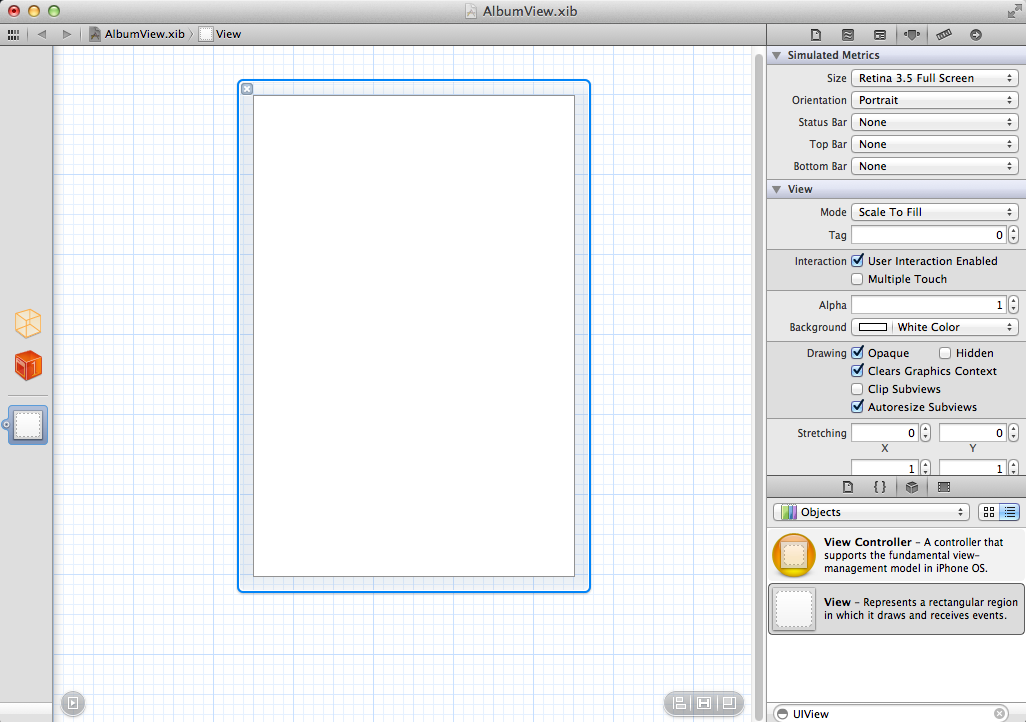 AlbumView.xib
AlbumView.xib View
Simulated Metrics
Size Retina 3.5 Full Screen
Orientation Portrait
Status Bar None
Top Bar None
Bottom Bar None
View
Mode Scale To Fill
Tag 0
Interaction User Interaction Enabled
Multiple Touch
Alpha 1
Background White Color
Drawing Opaque Hidden
Clears Graphics Context
Clip Subviews
Autoresize Subviews
Stretching 0 0
X Y
1 1
{ }
Objects
View Controller – A controller that
supports the fundamental view-
management model in iPhone OS.
View – Represents a rectangular region
in which it draws and receives events.
UIView